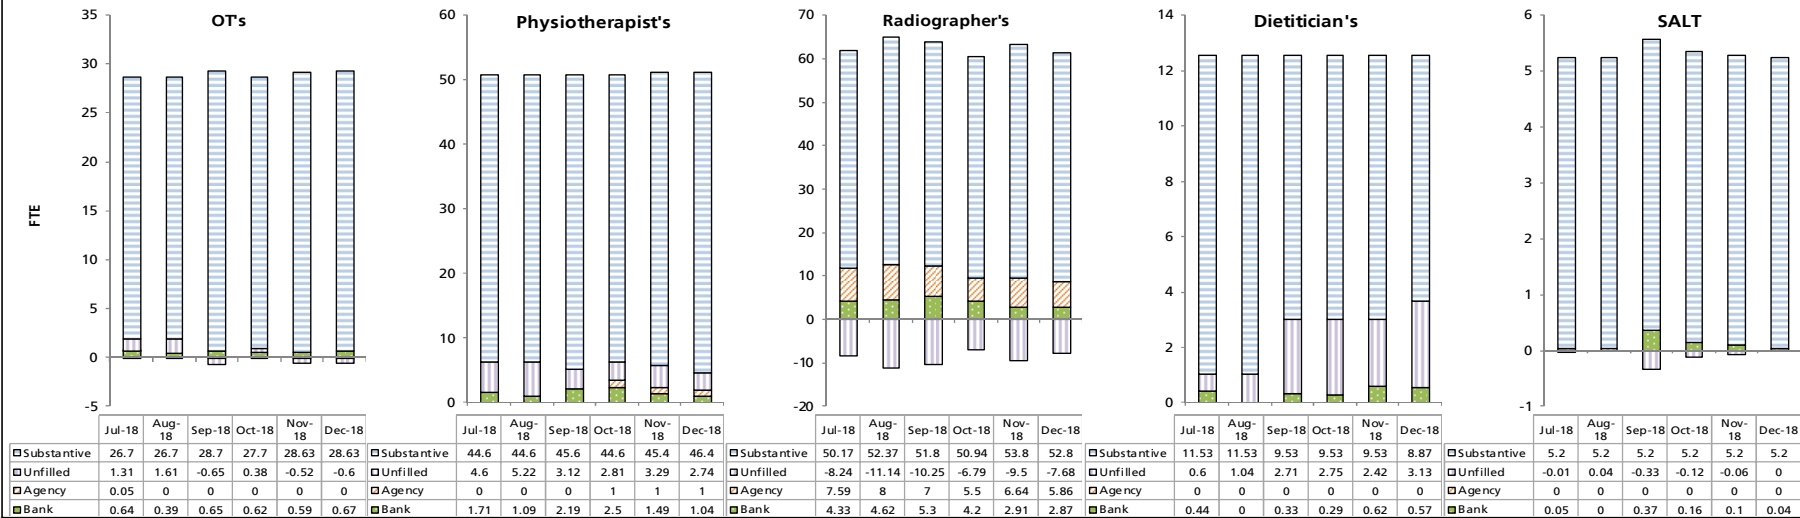 OT's
Physiotherapist's
Radiographer's
Dietitician's
SALT
FTE
35
30
25
20
15
10
5
0
-5
60
50
40
30
20
10
0
70
60
50
40
30
20
10
0
-10
-20
14
12
10
8
6
4
2
0
6
5
4
3
2
1
0
-1
Jul-18 Aug-18 Sep-18 Oct-18 Nov-18 Dec-18
Substantive 26.7 26.7 28.7 27.7 28.63 28.63
Unfilled 1.31 1.61 -0.65 0.38 -0.52 -0.6
Agency 0.05 0 0 0 0 0
Bank 0.64 0.39 0.65 0.62 0.59 0.67
Jul-18 Aug-18 Sep-18 Oct-18 Nov-18 Dec-18
Substantive 44.6 44.6 45.6 44.6 45.4 46.4
Unfilled 4.6 5.22 3.12 2.81 3.29 2.74
Agency 0 0 0 1 1 1
Bank 1.71 1.09 2.19 2.5 1.49 1.04
Jul-18 Aug-18 Sep-18 Oct-18 Nov-18 Dec-18
Substantive 50.17 52.37 51.8 50.94 53.8 52.8
Unfilled -8.24 -11.14 -10.25 -6.79 -9.5 -7.68
Agency 7.59 8 7 5.5 6.64 5.86
Bank 4.33 4.62 5.3 4.2 2.91 2.87
Jul-18 Aug-18 Sep-18 Oct-18 Nov-18 Dec-18
Substantive 11.53 11.53 9.53 9.53 9.53 8.87
Unfilled 0.6 1.04 2.71 2.75 2.42 3.13
Agency 0 0 0 0 0 0
Bank 0.44 0 0.33 0.29 0.62 0.57
Jul-18 Aug-18 Sep-18 Oct-18 Nov-18 Dec-18
Substantive 5.2 5.2 5.2 5.2 5.2 5.2
Unfilled -0.01 0.04 -0.33 -0.12 -0.06 0
Agency 0 0 0 0 0 0
Bank 0.05 0 0.37 0.16 0.1 0.04